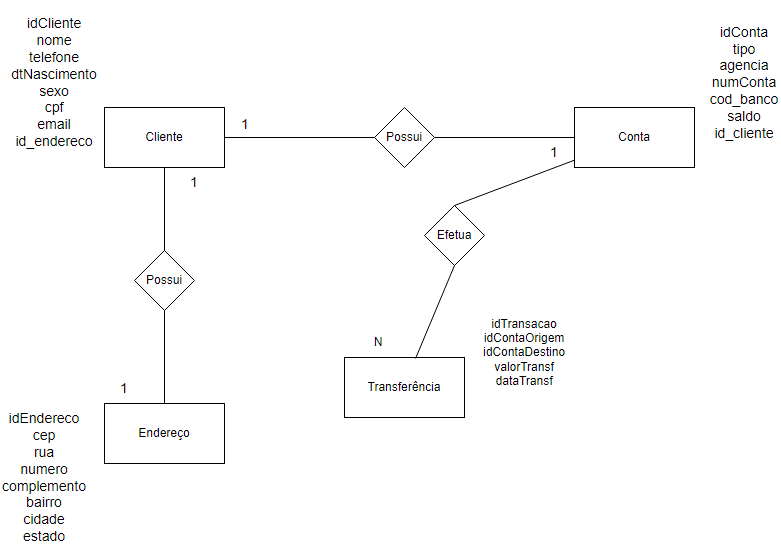 idCliente
nome
telefone
dtNascimento
sexo
cpf
email
id_endereco
Cliente
1
Possui
1
Conta
idConta
tipo
agencia
numConta
cod_banco
saldo
id_cliente
1
Possui
1
Endereço
idEndereco
cep
rua
numero
complemento
bairro
cidade
estado
Efetua
N
Transferência
idTransacao
idContaOrigem
idContaDestino
valorTransf
dataTransf